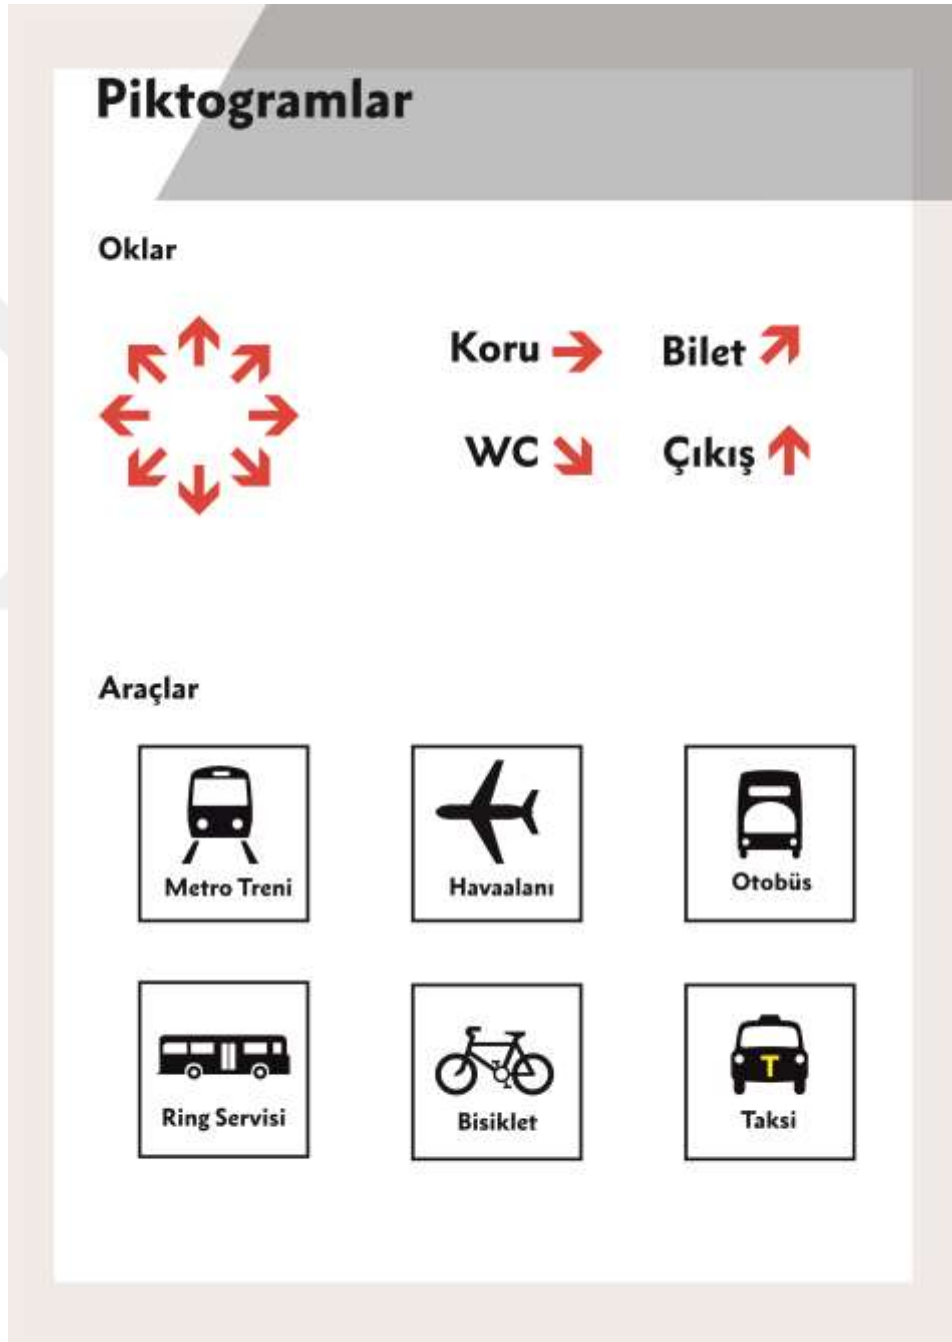 Piktogramlar
Oklar
Koru
Bilet
WC
Çıkış
Araçlar
Metro Treni
Havaalanı
Otobüs
Ring Servisi
Bisiklet
T
Taksi